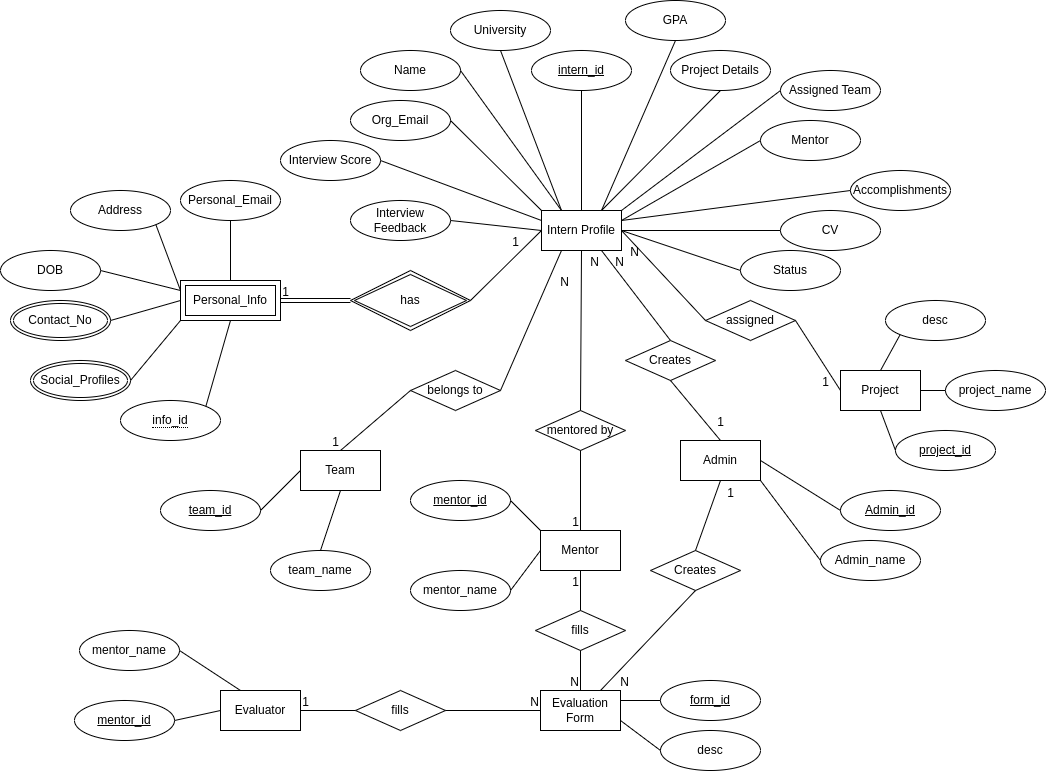 GPA
University
Name
intern_id
Project Details
Assigned Team
Org_Email
Mentor
Interview Score
Accomplishments
Personal_Email
Address
Interview
Feedback
Intern Profile
CV
1
N
N
N
Status
DOB
N
1
Personal_Info
has
Contact_No
assigned
desc
Creates
Social_Profiles
belongs to
1
Project
project_name
info_id
1
mentored by
1
project_id
Team
Admin
mentor_id
1
team_id
Admin_id
1
Mentor
Admin_name
team_name
1
Creates
mentor_name
fills
mentor_name
N
N
1
N
form_id
mentor_id
Evaluator
fills
Evaluation
Form
desc